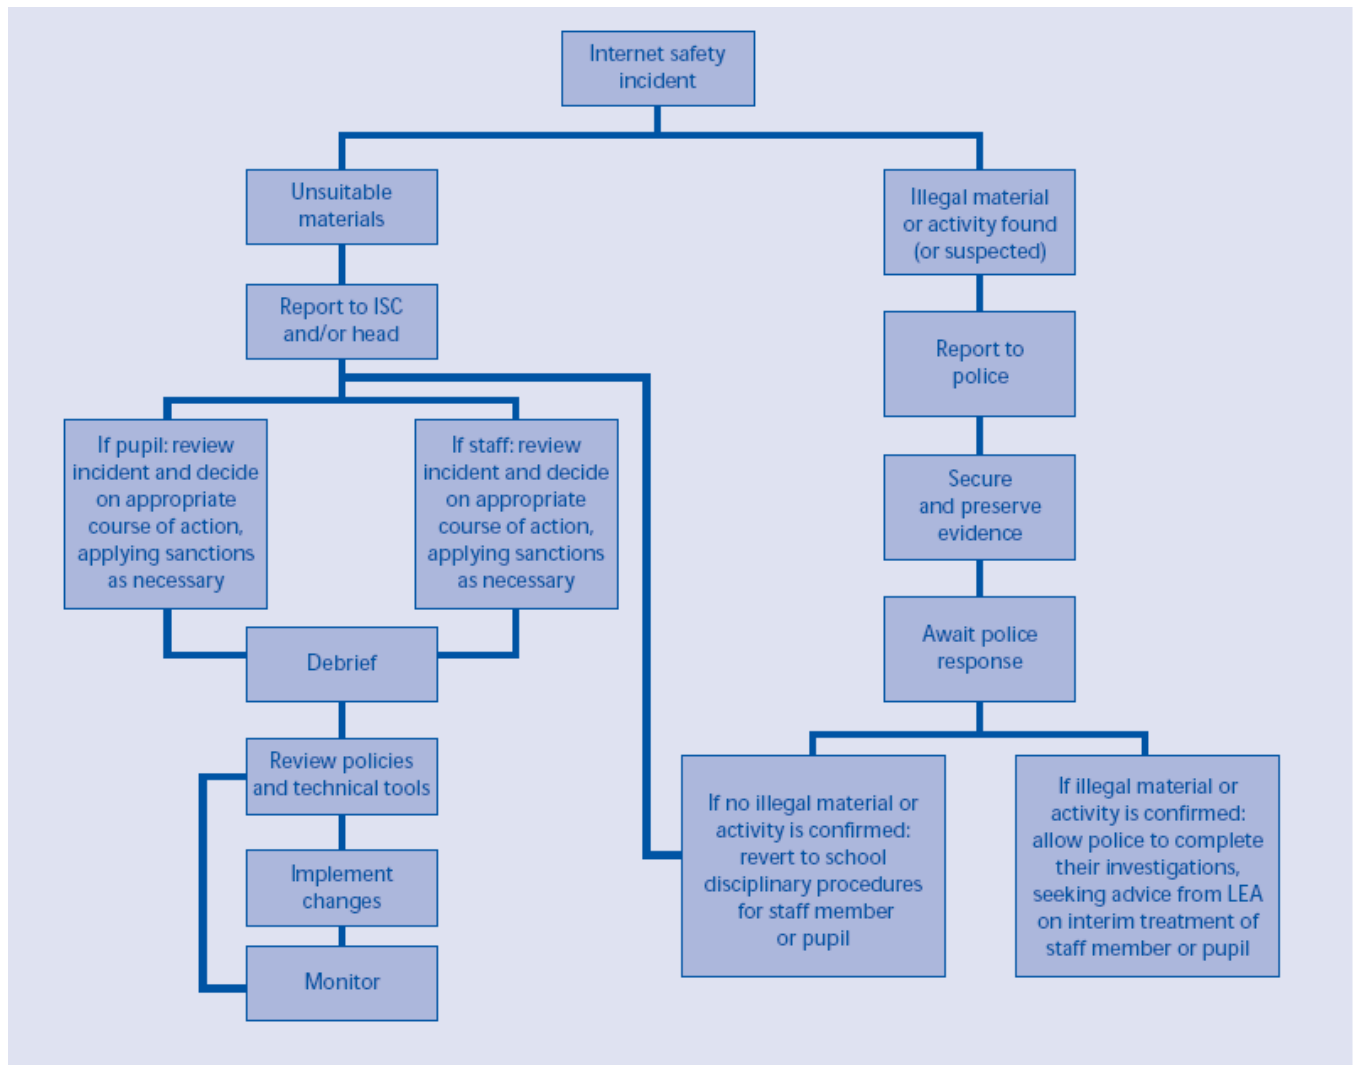 Internet safety
incident
Unsuitable
materials
Illegal material
or activity found
(or suspected)
Report to ISC
and/or head
Report to
police
If pupil: review
incident and decide
on appropriate
course of action,
applying sanctions
as necessary
If staff: review
incident and decide
on appropriate
course of action,
applying sanctions
as necessary
Secure
and preserve
evidence
Debrief
Await police
response
Review policies
and technical tools
If no illegal material or
activity is confirmed:
revert to school
disciplinary procedures
for staff member
or pupil
If illegal material or
activity is confirmed:
allow police to complete
their investigations,
seeking advice from LEA
on interim treatment of
staff member or pupil
Implement
changes
Monitor